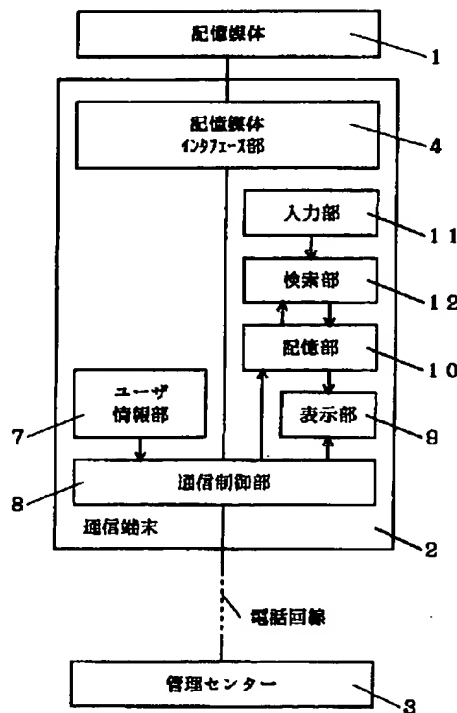 記憶媒体
1
記憶媒体
インタフェース部
4
入力部
11
検索部
12
記憶部
10
ユーザ
情報部
7
表示部
9
通信制御部
8
通信端末
2
電話回線
管理センター
3